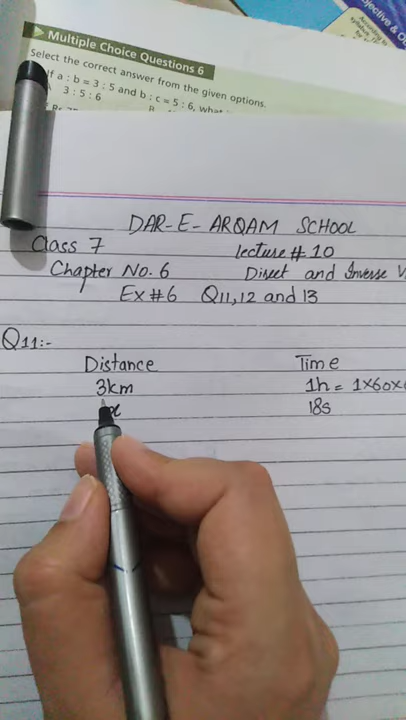 Objective &
According
Multiple Choice Questions 6
Select the correct answer from the given options.
If a : b = 3 : 5 and b : c = 5 : 6, what
A 3 : 5 : 6
B
DAR-E-ARQAM SCHOOL
Class 7 lecture # 10
Chapter No. 6 Direct and Inverse V
Ex # 6 Q11,12 and 13
Q11:-
Distance Time
3km 1h = 1×60×
x 18s